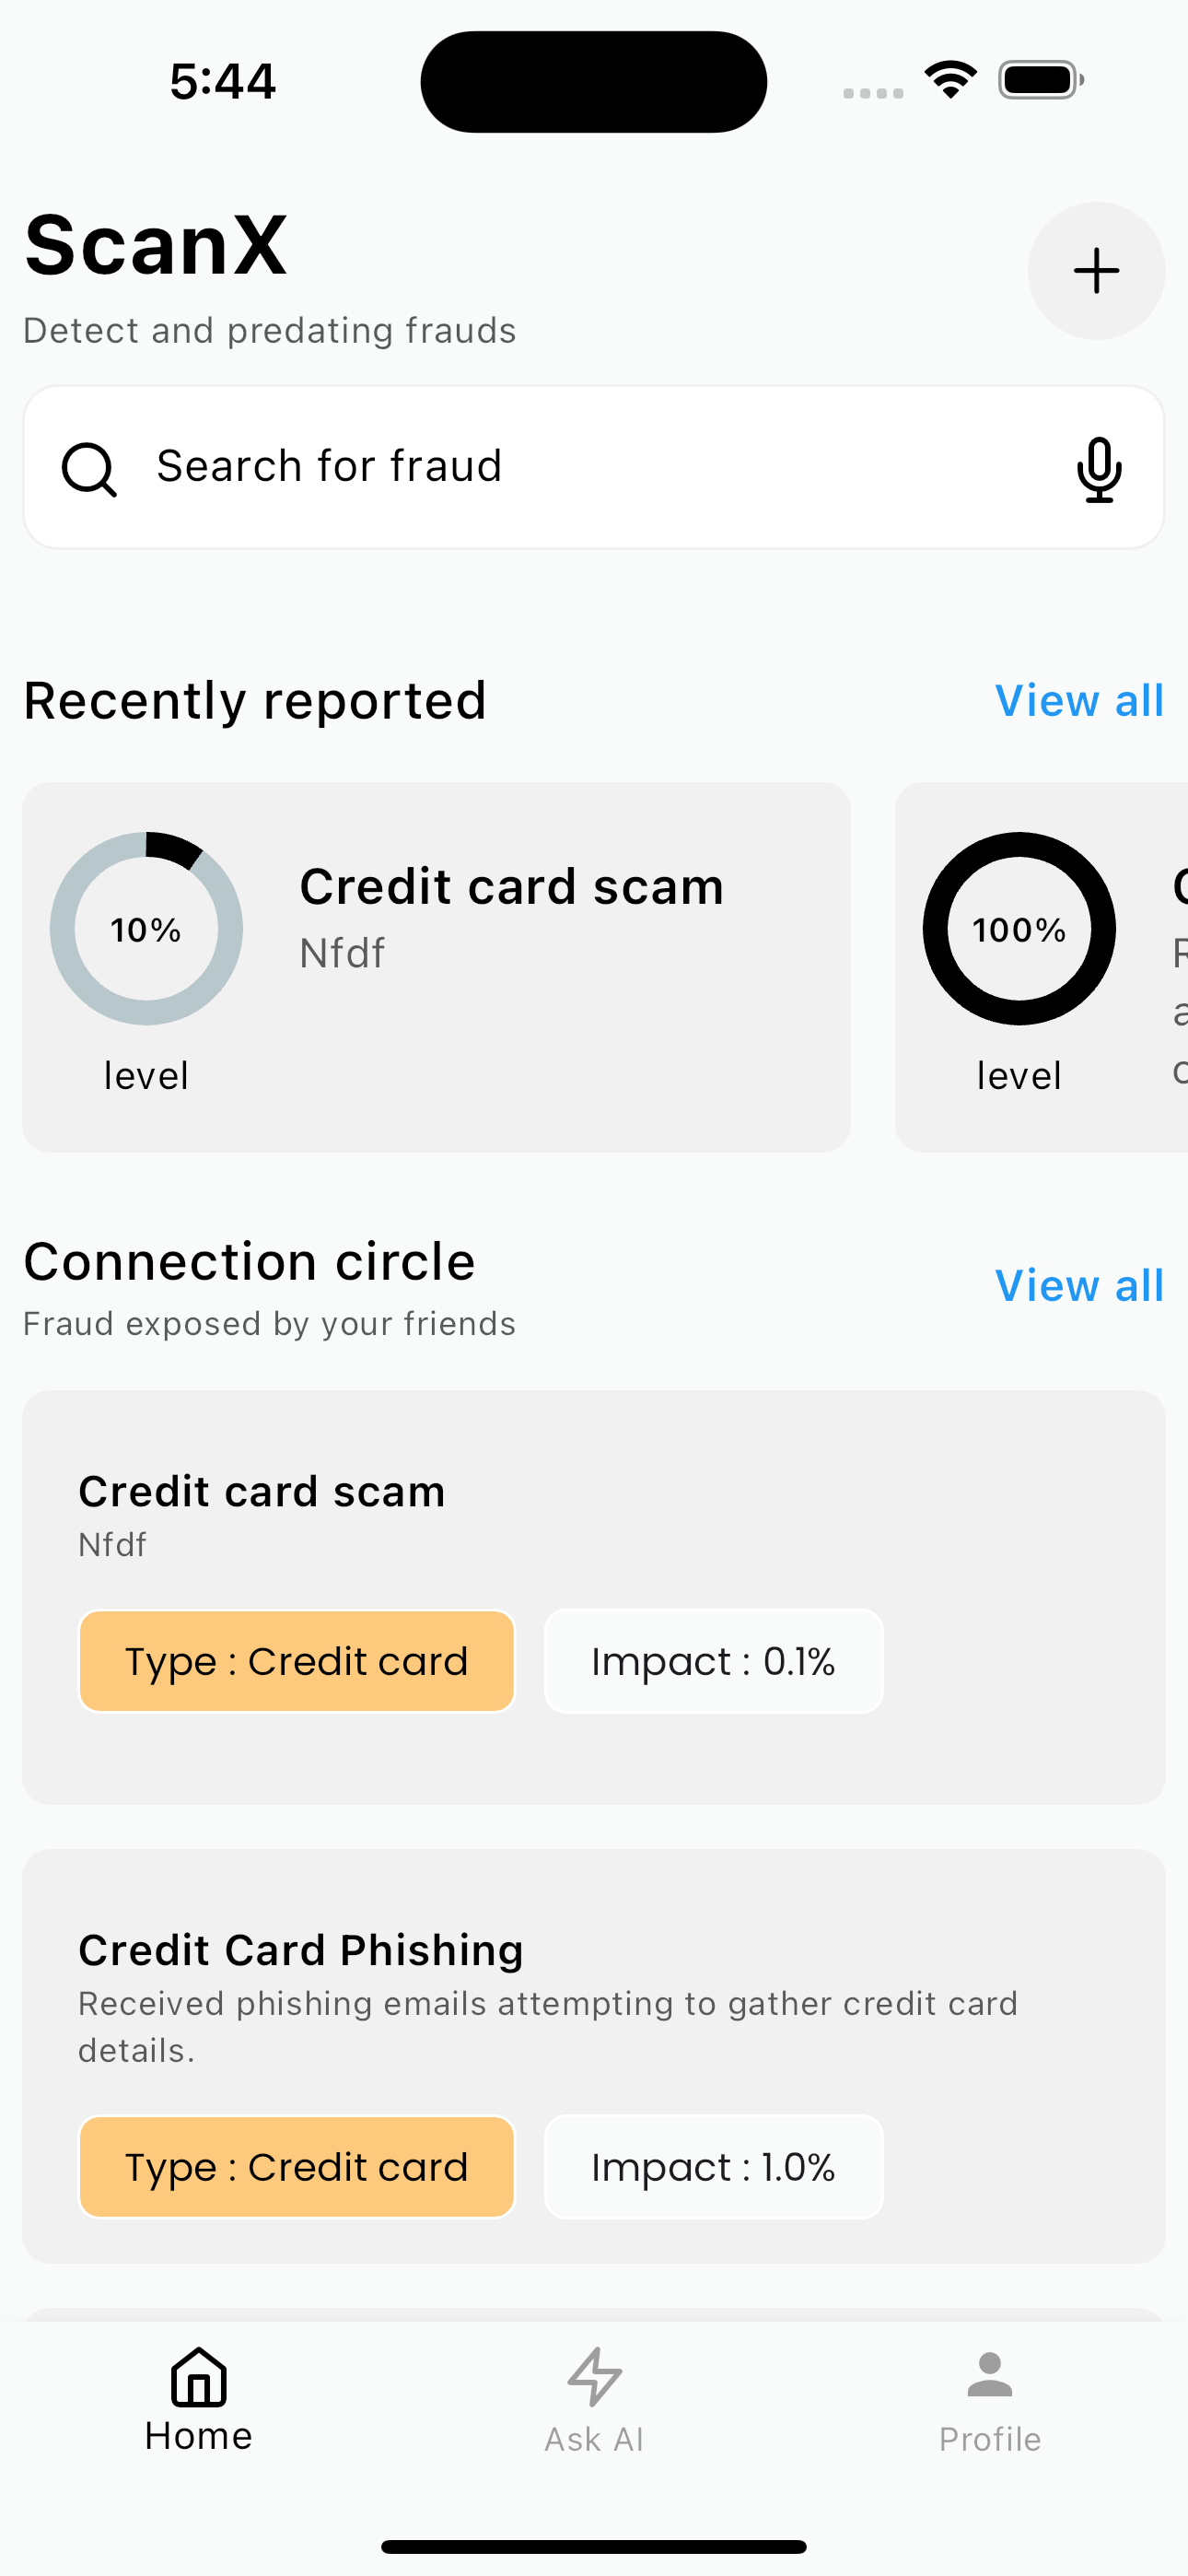 5:44
ScanX
Detect and predating frauds
Search for fraud
Recently reported
View all
10%
level
Credit card scam
Nfdf
100%
level
Connection circle
Fraud exposed by your friends
View all
Credit card scam
Nfdf
Type : Credit card
Impact : 0.1%
Credit Card Phishing
Received phishing emails attempting to gather credit card
details.
Type : Credit card
Impact : 1.0%
Home
Ask AI
Profile